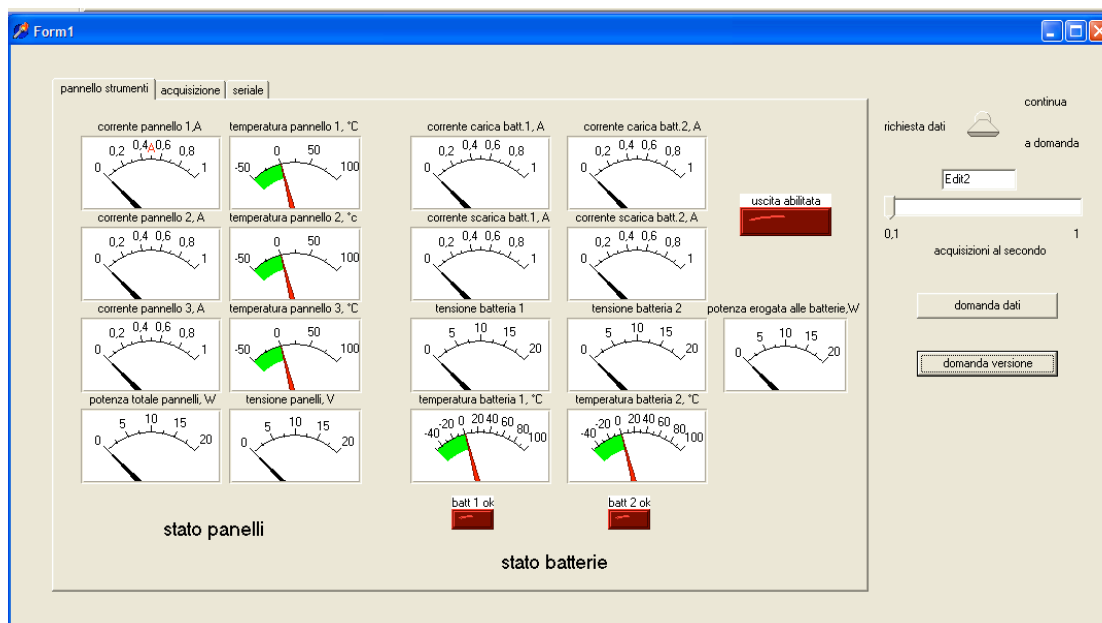 Form1
pannello strumenti acquisizione seriale
corrente pannello 1,A
0 0,2 0,4 A 0,6 0,8 1
temperatura pannello 1, °C
-50 0 50 100
corrente carica batt.1, A
0 0,2 0,4 0,6 0,8 1
corrente carica batt.2, A
0 0,2 0,4 0,6 0,8 1
corrente pannello 2, A
0 0,2 0,4 0,6 0,8 1
temperatura pannello 2, °c
-50 0 50 100
corrente scarica batt.1, A
0 0,2 0,4 0,6 0,8 1
corrente scarica batt.2, A
0 0,2 0,4 0,6 0,8 1
uscita abilitata
corrente pannello 3, A
0 0,2 0,4 0,6 0,8 1
temperatura pannello 3, °C
-50 0 50 100
tensione batteria 1
0 5 10 15 20
tensione batteria 2
0 5 10 15 20
potenza erogata alle batterie,W
0 5 10 15 20
potenza totale pannelli, W
0 5 10 15 20
tensione panelli, V
0 5 10 15 20
temperatura batteria 1, °C
-40 -20 0 20 40 60 80 100
temperatura batteria 2, °C
-40 -20 0 20 40 60 80 100
batt 1 ok
batt 2 ok
stato panelli
stato batterie
richiesta dati
continua
a domanda
Edit2
0,1 1
acquisizioni al secondo
domanda dati
domanda versione